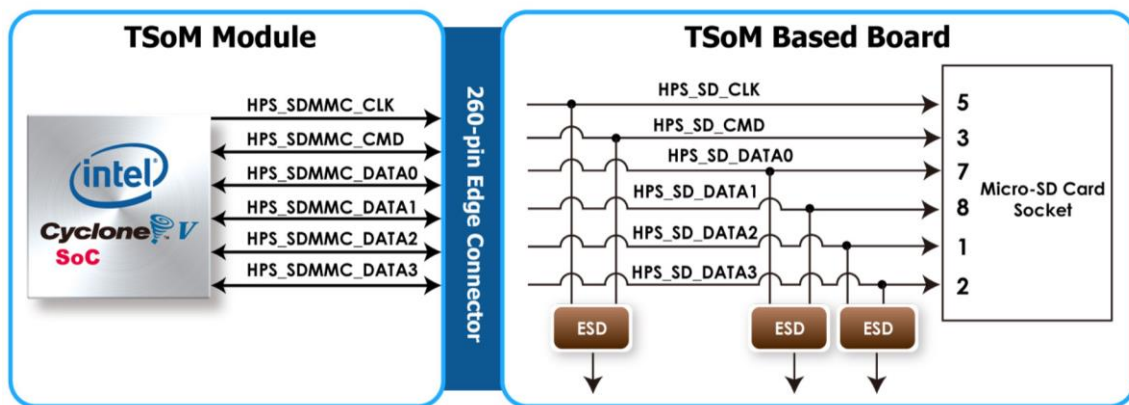 TSoM Module
HPS_SDMMC_CLK
HPS_SDMMC_CMD
HPS_SDMMC_DATA0
HPS_SDMMC_DATA1
HPS_SDMMC_DATA2
HPS_SDMMC_DATA3
intel
Cyclone V
SoC
260-pin Edge Connector
TSoM Based Board
HPS_SD_CLK
HPS_SD_CMD
HPS_SD_DATA0
HPS_SD_DATA1
HPS_SD_DATA2
HPS_SD_DATA3
5
3
7
8
1
2
Micro-SD Card
Socket
ESD
ESD
ESD